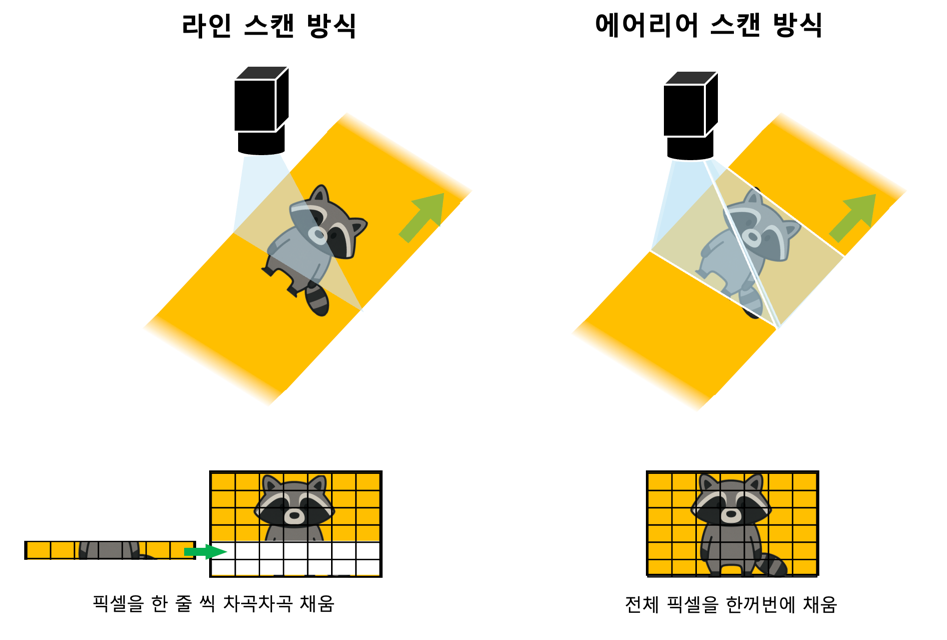 라인 스캔 방식
에어리어 스캔 방식
픽셀을 한 줄 씩 차곡차곡 채움
전체 픽셀을 한꺼번에 채움